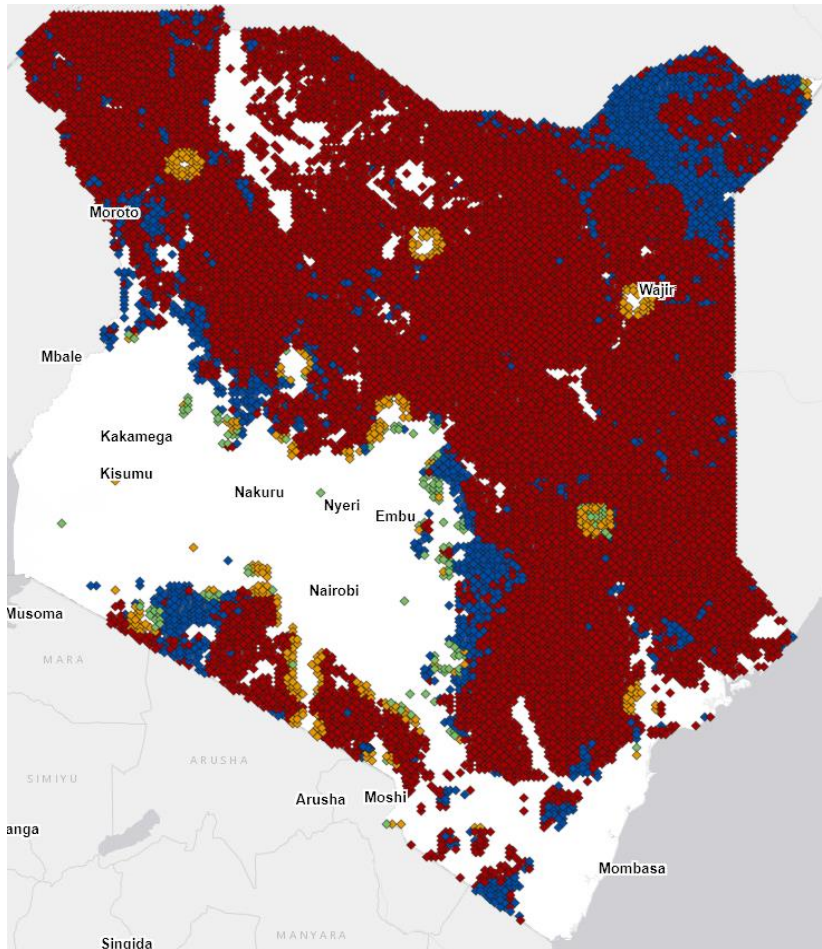 Moroto
Wajir
Mbale
Kakamega
Kisumu
Nakuru
Nyeri
Embu
Nairobi
Musoma
MARA
ARUSHA
SIMIYU
Arusha
Moshi
anga
Mombasa
MANYARA
Singida